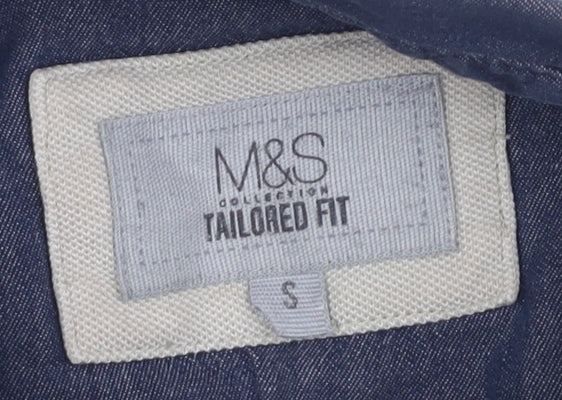 M&S
COLLECTION
TAILORED FIT
S